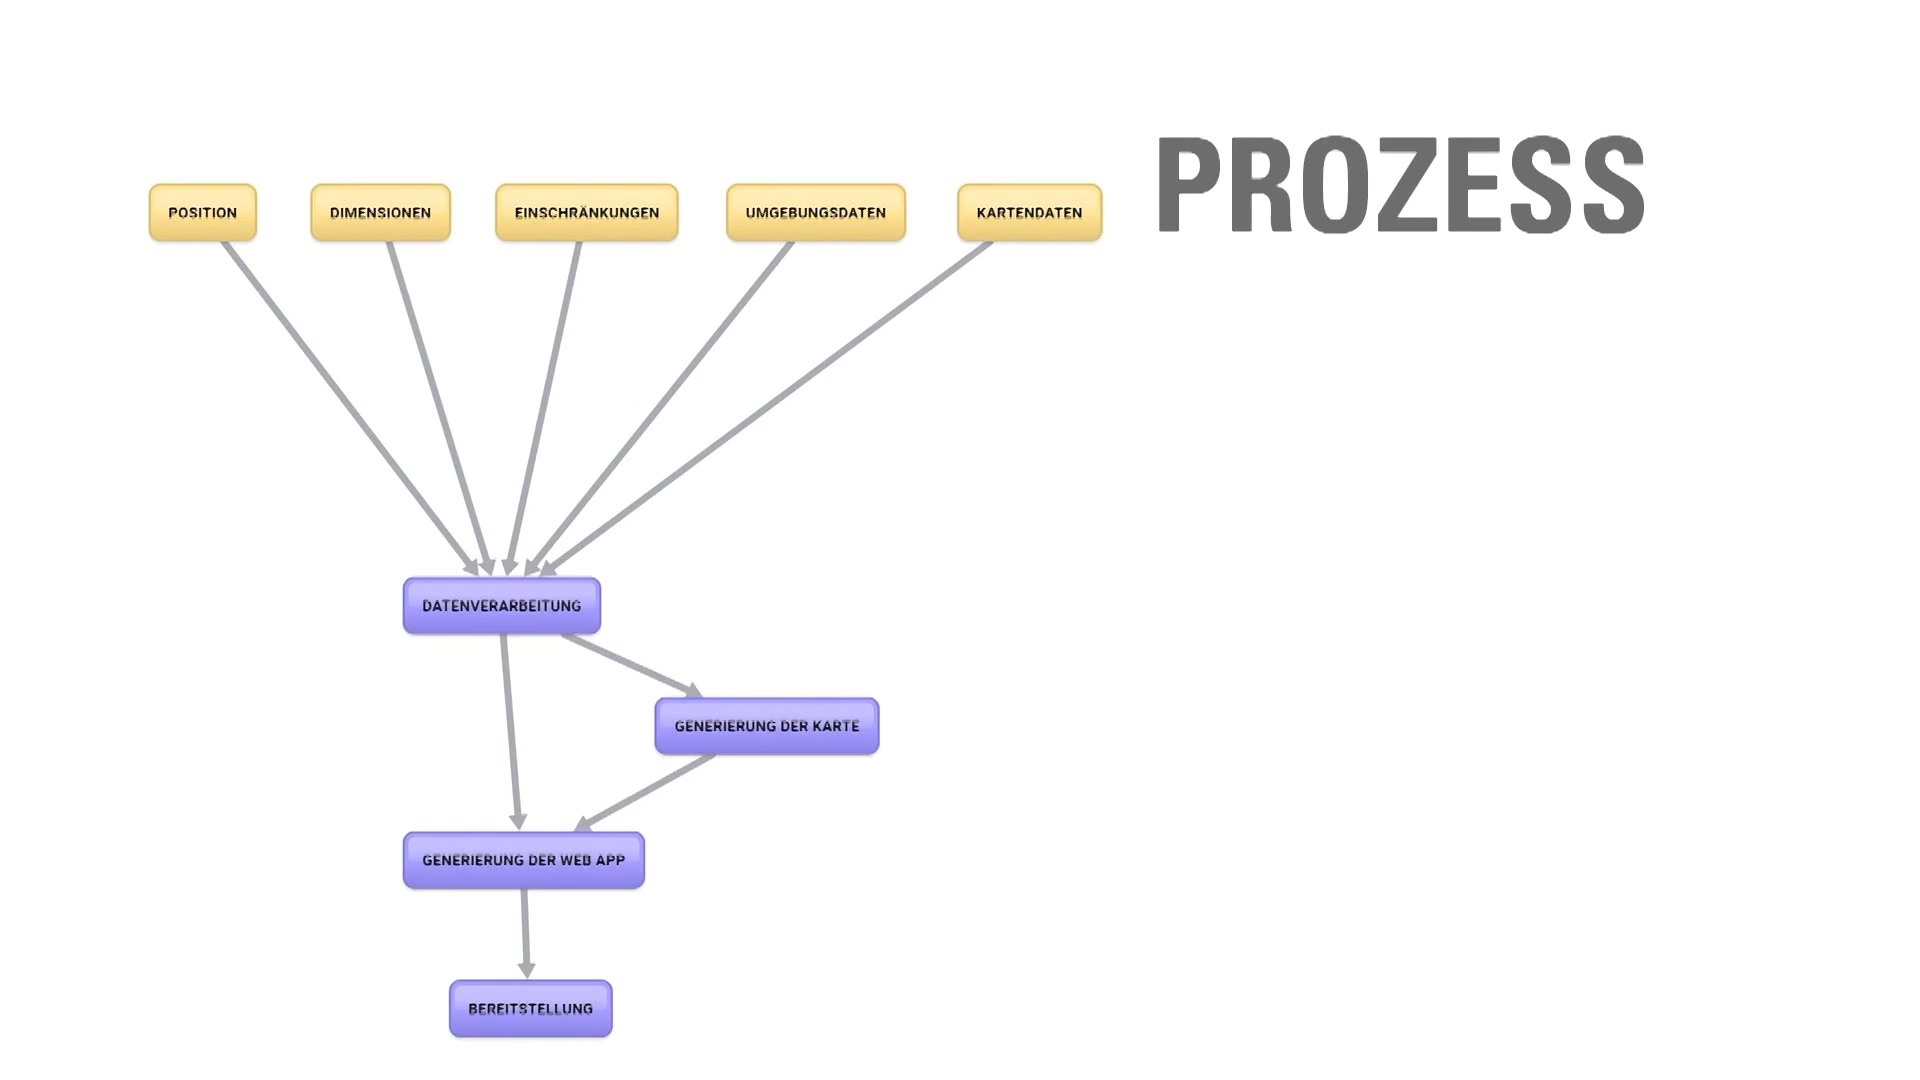 PROZESS
POSITION
DIMENSIONEN
EINSCHRÄNKUNGEN
UMGEBUNGSDATEN
KARTENDATEN
DATENVERARBEITUNG
GENERIERUNG DER KARTE
GENERIERUNG DER WEB APP
BEREITSTELLUNG